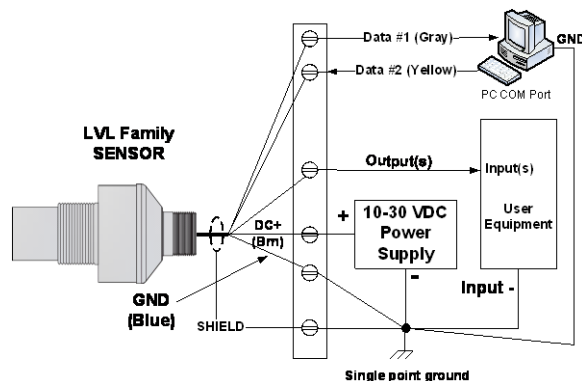 Data #1 (Gray)
GND
Data #2 (Yellow)
PC COM Port
LVL Family
SENSOR
Output(s)
Input(s)
User
Equipment
DC+
(Brn)
+
10-30 VDC
Power
Supply
-
Input -
GND
(Blue)
SHIELD
Single point ground